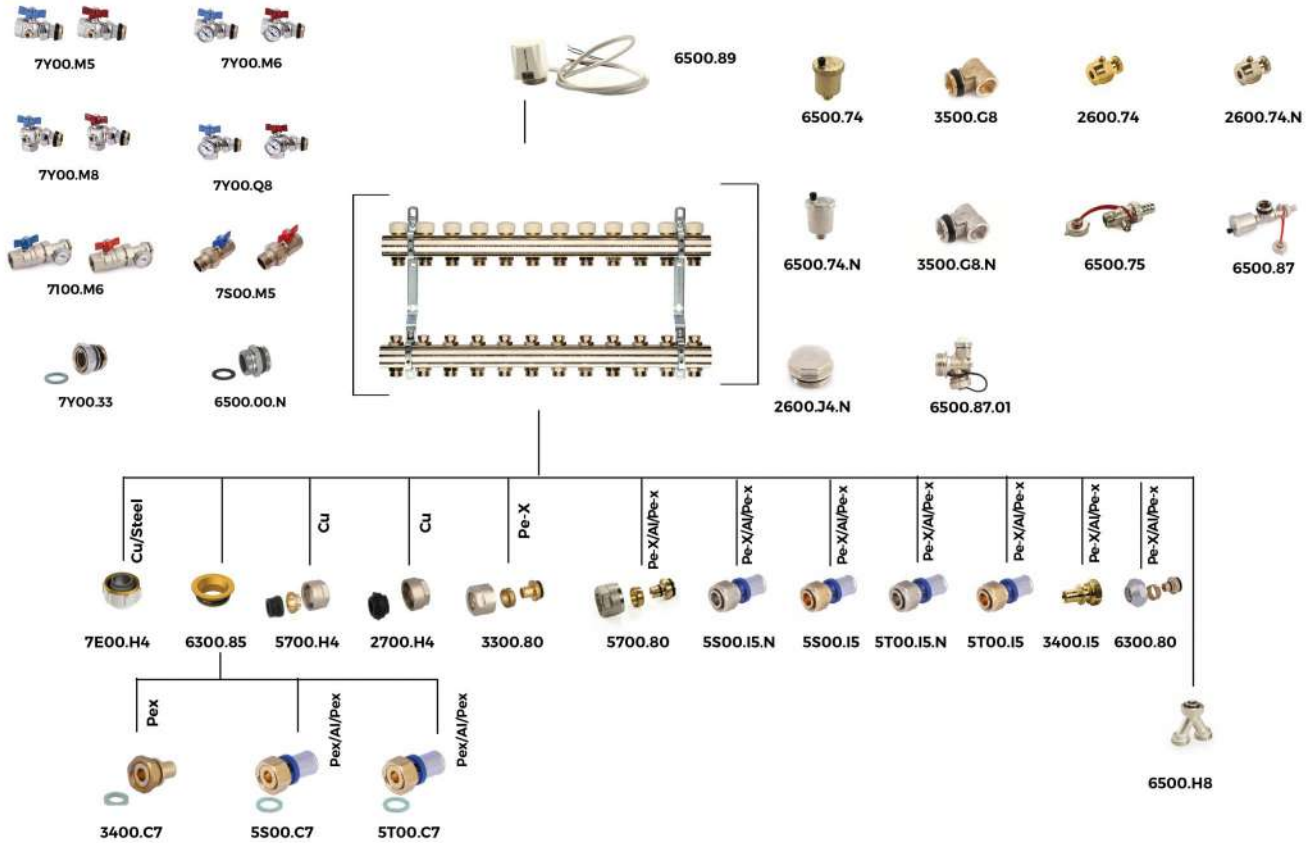 7Y00.M5
7Y00.M6
6500.89
6500.74
3500.G8
2600.74
2600.74.N
7Y00.M8
7Y00.Q8
7100.M6
7S00.M5
6500.74.N
3500.G8.N
6500.75
6500.87
7Y00.33
6500.00.N
2600.J4.N
6500.87.01
Cu/Steel
Cu
Cu
Pe-X
Pe-X/Al/Pe-x
Pe-X/Al/Pe-x
Pe-X/Al/Pe-x
Pe-X/Al/Pe-x
Pe-X/Al/Pe-x
Pe-X/Al/Pe-x
Pe-X/Al/Pe-x
7E00.H4
6300.85
5700.H4
2700.H4
3300.80
5700.80
5S00.I5.N
5S00.I5
5T00.I5.N
5T00.I5
3400.I5
6300.80
Pex
Pex/Al/Pex
Pex/Al/Pex
3400.C7
5S00.C7
5T00.C7
6500.H8